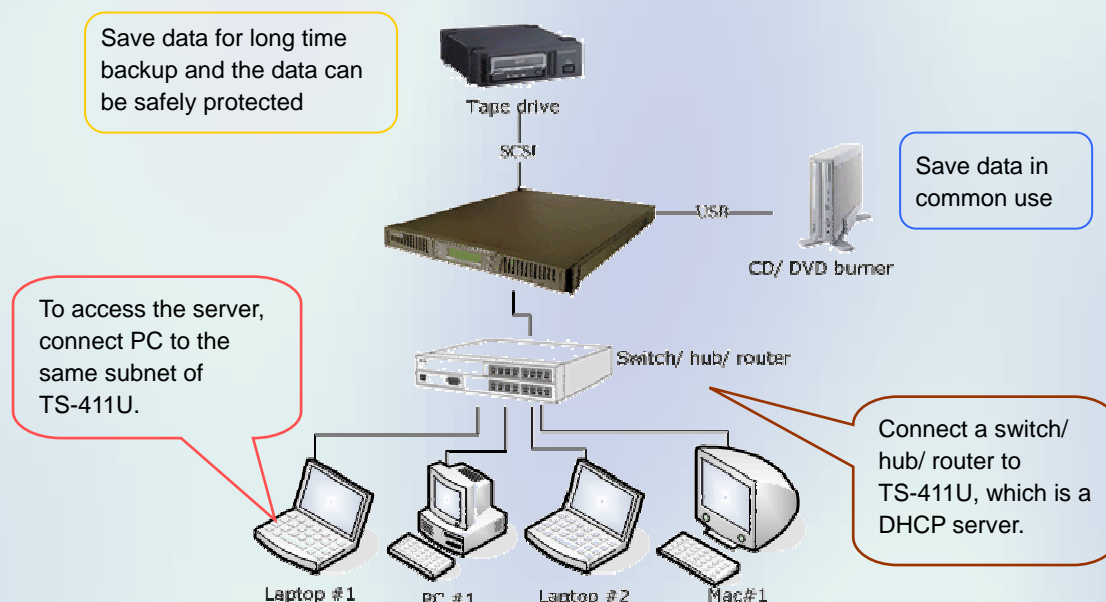 Save data for long time
backup and the data can
be safely protected
Tape drive
SCSI
USB
Save data in
common use
CD/ DVD burner
To access the server,
connect PC to the
same subnet of
TS-411U.
Switch/ hub/ router
Connect a switch/
hub/ router to
TS-411U, which is a
DHCP server.
Laptop #1
PC #1
Laptop #2
Mac#1